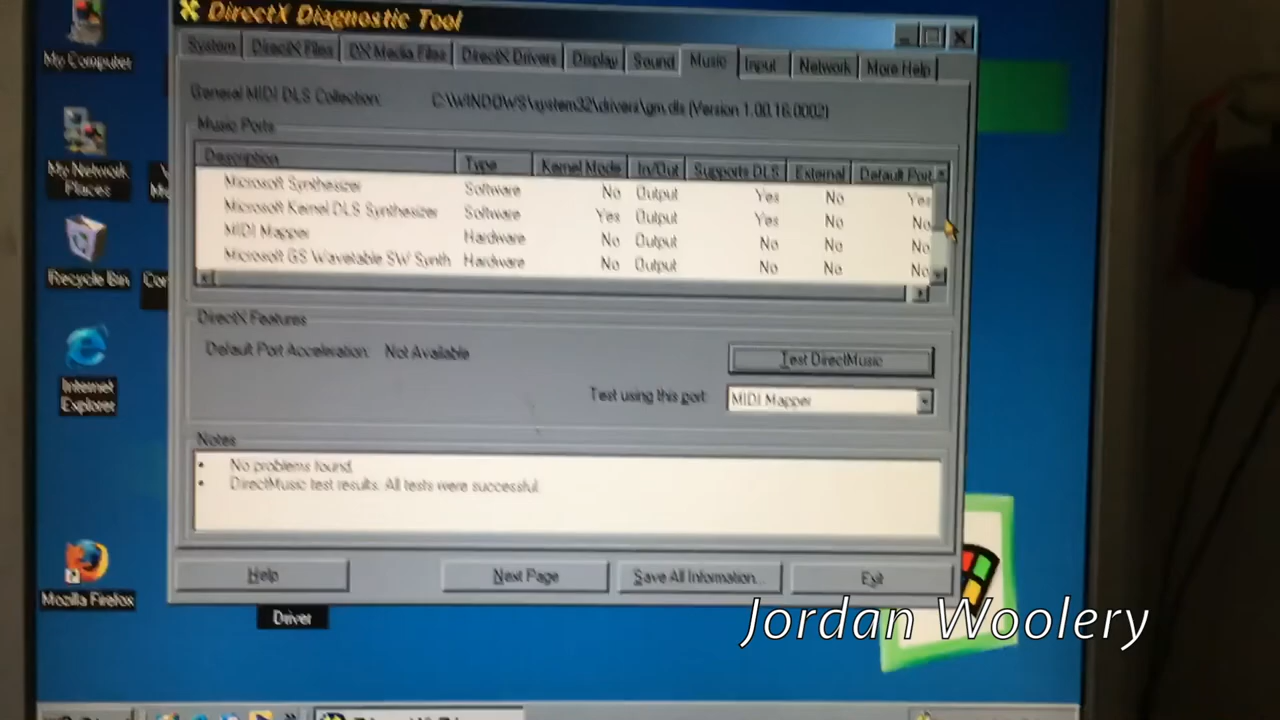 DirectX Diagnostic Tool
My Computer
System DirectX Files DX Media Files DirectX Drivers Display Sound Music Input Network More Help
General MIDI DLS Collection: C:\WINDOWS\system32\drivers\gm.dls (Version 1.00.16.0002)
Music Ports
Description Type Kernel Mode In/Out Supports DLS External Default Port
Microsoft Synthesizer Software No Output Yes No Yes
Microsoft Kernel DLS Synthesizer Software Yes Output Yes No No
MIDI Mapper Hardware No Output No No No
Microsoft GS Wavetable SW Synth Hardware No Output No No No
My Network
Places
Recycle Bin
DirectX Features
Default Port Acceleration: Not Available
Test DirectMusic
Test using this port: MIDI Mapper
Internet
Explorer
Notes
• No problems found.
• DirectMusic test results: All tests were successful.
Help Next Page Save All Information... Exit
Mozilla Firefox
Driver
Jordan Woolery